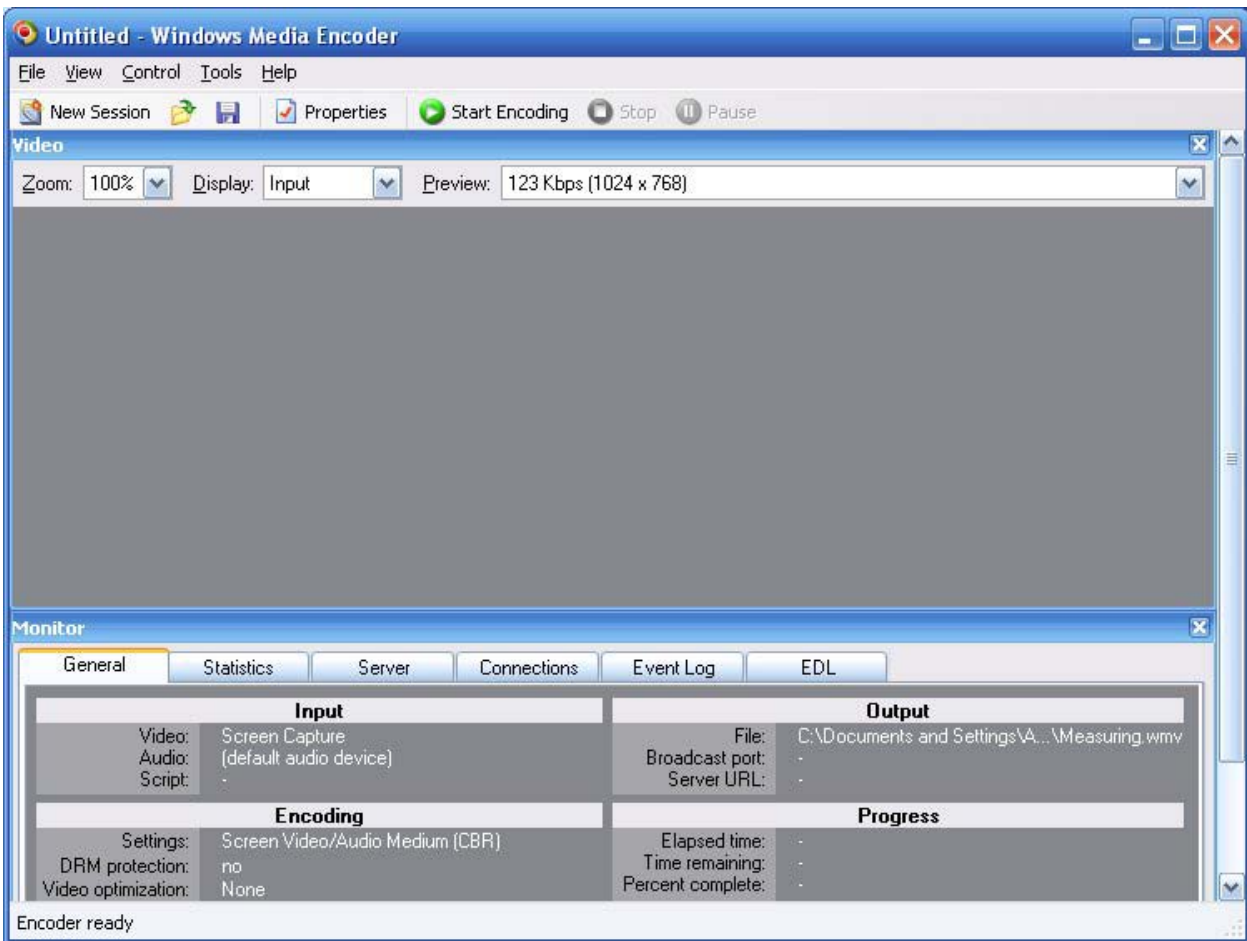 Untitled - Windows Media Encoder
File View Control Tools Help
New Session Properties Start Encoding Stop Pause
Video
Zoom: 100% Display: Input Preview: 123 Kbps (1024 x 768)
Monitor
General Statistics Server Connections Event Log EDL
Input
Video: Screen Capture
Audio: (default audio device)
Script: -
Output
File: C:\Documents and Settings\A...\Measuring.wmv
Broadcast port: -
Server URL: -
Encoding
Settings: Screen Video/Audio Medium (CBR)
DRM protection: no
Video optimization: None
Progress
Elapsed time: -
Time remaining: -
Percent complete: -
Encoder ready